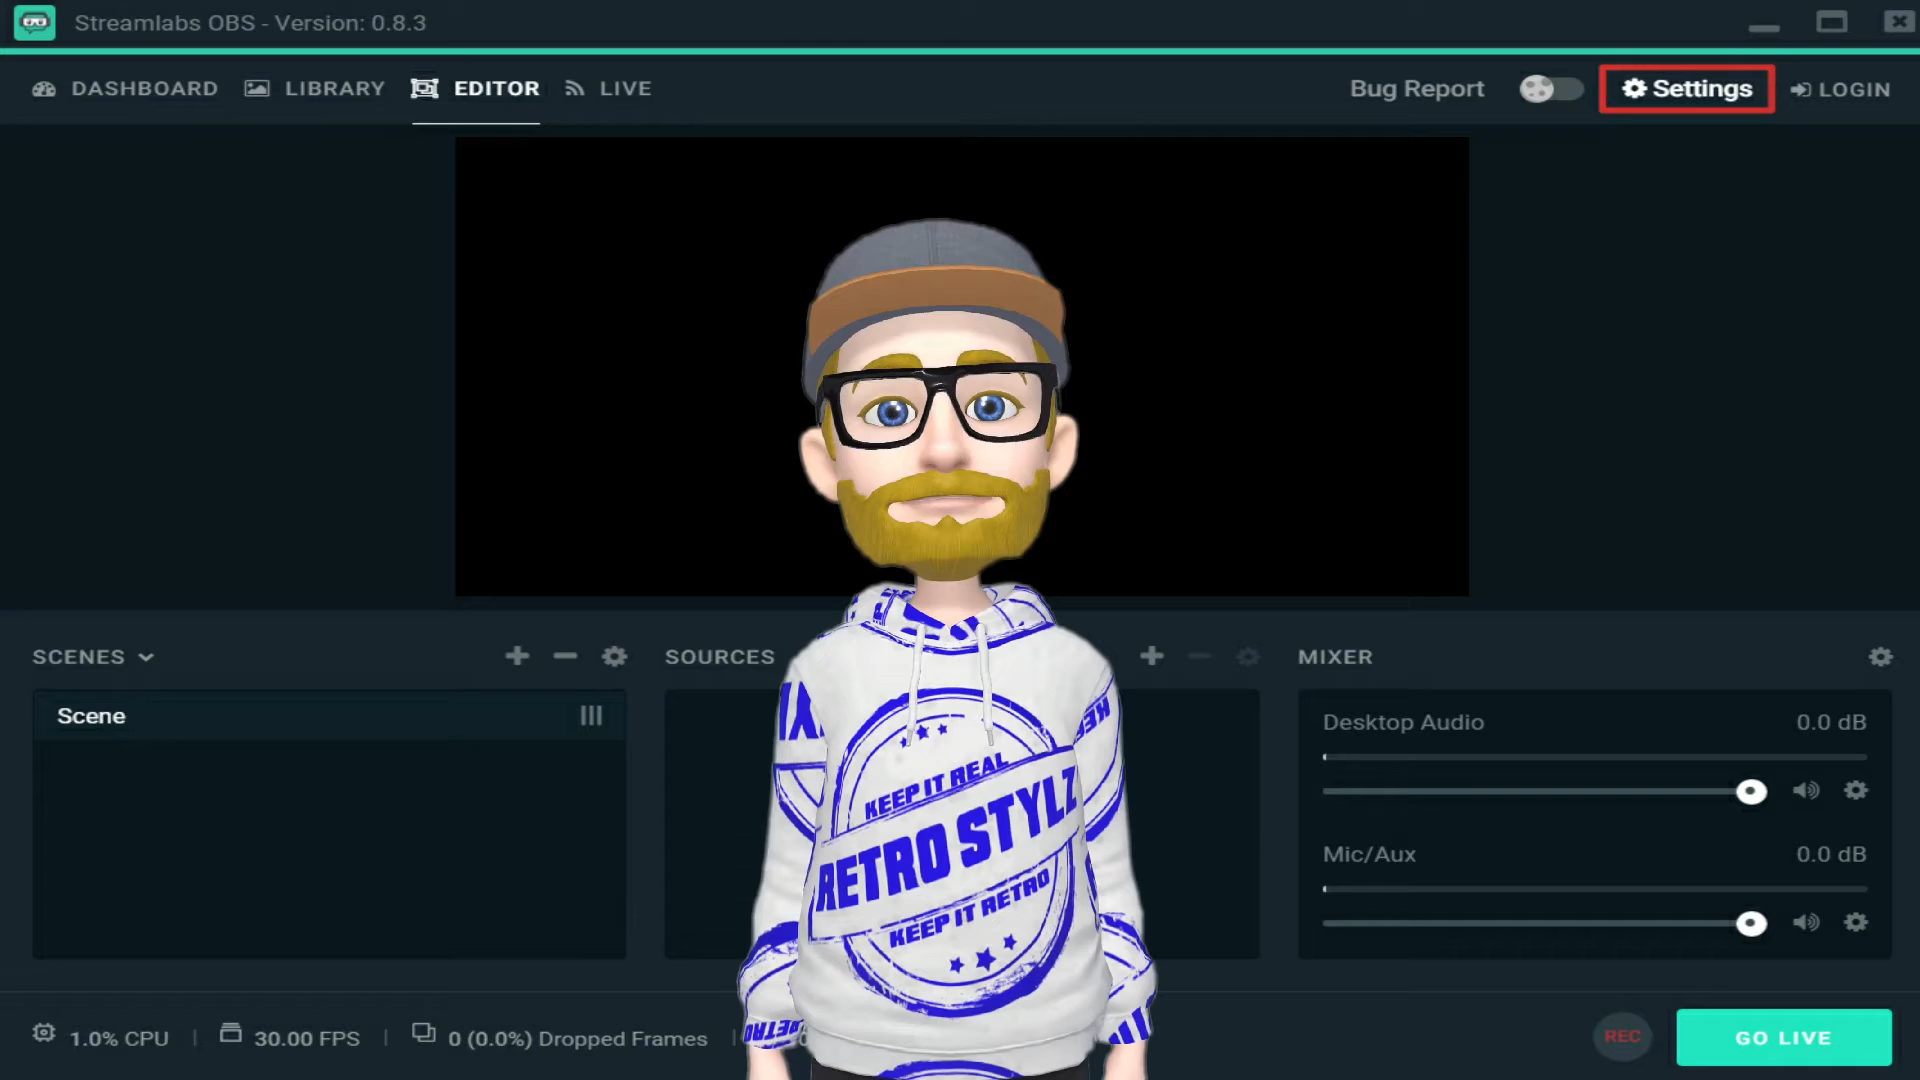 Streamlabs OBS - Version: 0.8.3
DASHBOARD
LIBRARY
EDITOR
LIVE
Bug Report
Settings
LOGIN
SCENES
SOURCES
MIXER
Scene
Desktop Audio
0.0 dB
Mic/Aux
0.0 dB
KEEP IT REAL
RETRO STYLZ
KEEP IT RETRO
1.0% CPU
30.00 FPS
0 (0.0%) Dropped Frames
REC
GO LIVE